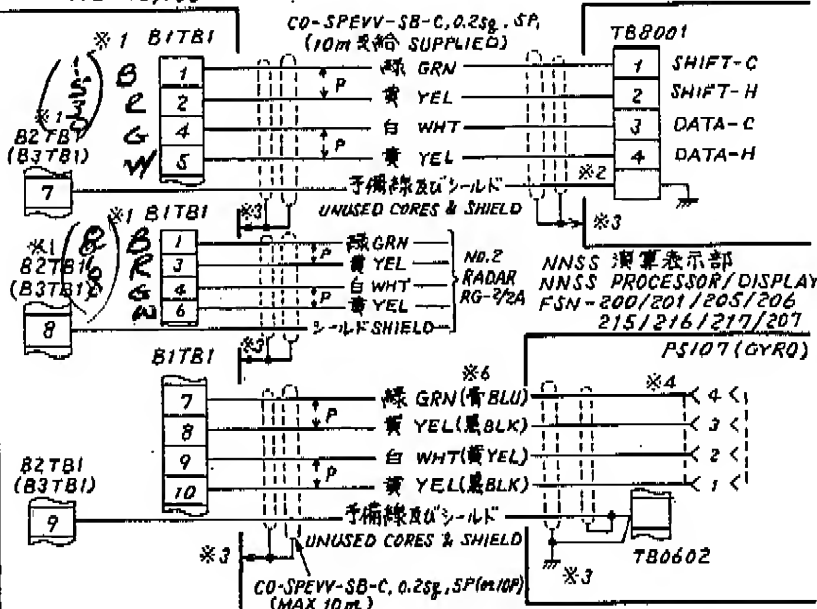 CO-SPEVV-SB-C, 0.2sq, 5P,
(10m 支給 SUPPLIED)
※1 B1TB1
TB8001
B 1 緑 GRN 1 SHIFT-C
P
R 2 黄 YEL 2 SHIFT-H
G 4 白 WHT 3 DATA-C
P
W 5 黄 YEL 4 DATA-H
※1
B2TB1
(B3TB1)
7 予備線及びシールド ※2
UNUSED CORES & SHIELD
※3 ※3
※1 B1TB1
B 1 緑 GRN
P
R 3 黄 YEL
G 4 白 WHT
P
W 6 黄 YEL
NO.2
RADAR
RG-2/2A
※1
B2TB1
(B3TB1)
8 シールド SHIELD
※3
NNSS 演算表示部
NNSS PROCESSOR/DISPLAY
FSN-200/201/205/206
215/216/217/207
PS107 (GYRO)
B1TB1
※6 ※4
7 緑 GRN (青 BLU) 4
P
8 黄 YEL (黒 BLK) 3
9 白 WHT (黄 YEL) 2
P
10 黄 YEL (黒 BLK) 1
B2TB1
(B3TB1)
9 予備線及びシールド
UNUSED CORES & SHIELD
TB0602
※3 ※3
CO-SPEVV-SB-C, 0.2sq, 5P (or 10P)
(MAX 10m)